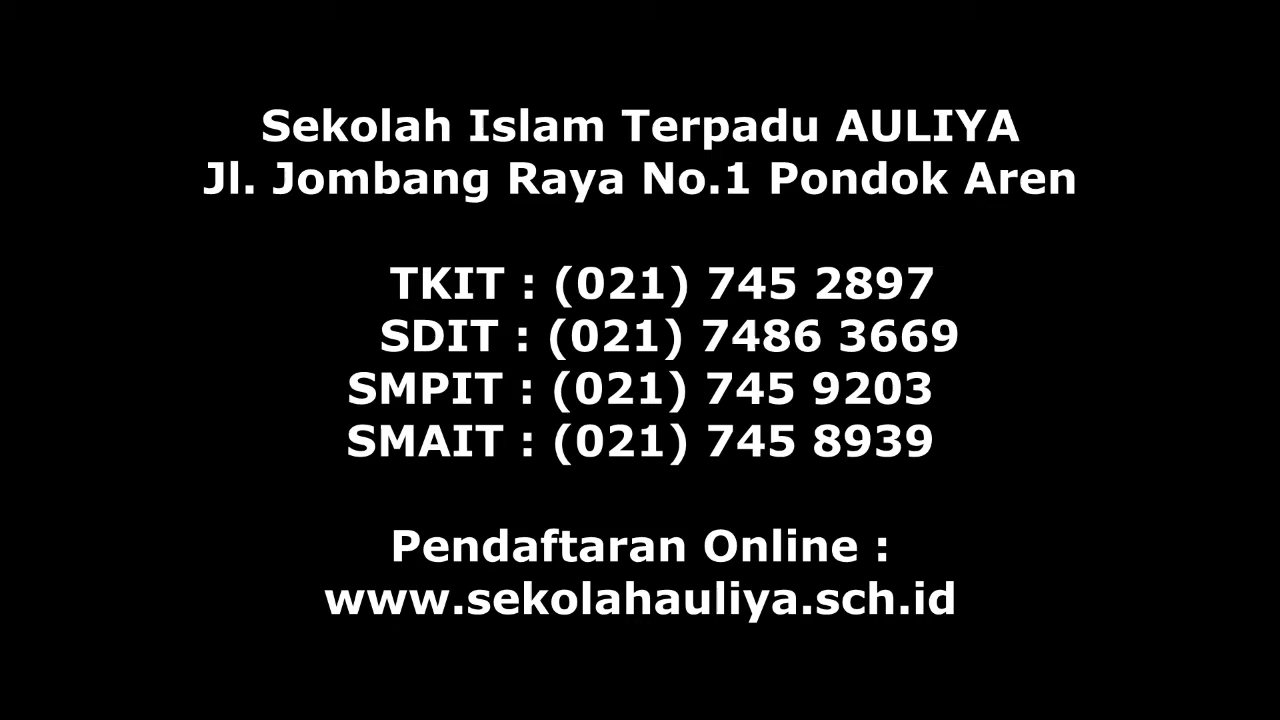 Sekolah Islam Terpadu AULIYA
Jl. Jombang Raya No.1 Pondok Aren
TKIT : (021) 745 2897
SDIT : (021) 7486 3669
SMPIT : (021) 745 9203
SMAIT : (021) 745 8939
Pendaftaran Online :
www.sekolahauliya.sch.id